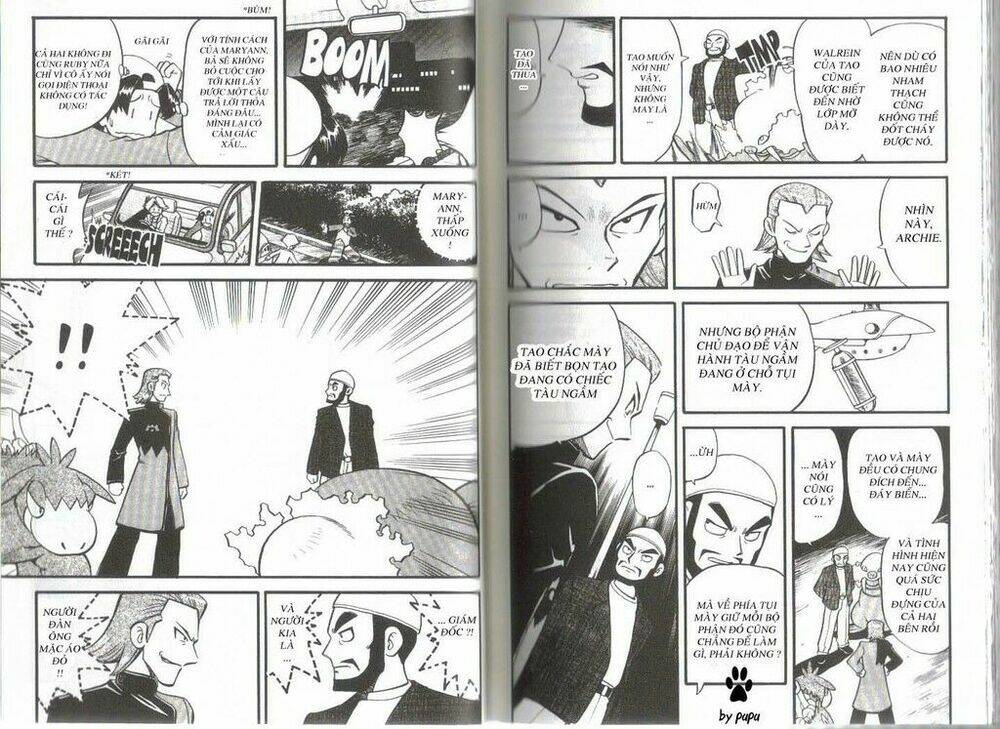 NÊN DÙ CÓ
BAO NHIÊU
NHAM
THẠCH
CŨNG
KHÔNG THỂ
ĐỐT CHÁY
ĐƯỢC NÓ.
WALREIN
CỦA TAO
CŨNG
ĐƯỢC BIẾT
ĐẾN NHỜ
LỚP MỠ
DÀY.
TMP
TAO MUỐN
NÓI NHƯ
VẬY,
NHƯNG
KHÔNG
MAY LÀ
...
TAO
ĐÃ
THUA
...
NHÌN
NÀY,
ARCHIE.
HỪM
NHƯNG BỘ PHẬN
CHỦ ĐẠO ĐỂ VẬN
HÀNH TÀU NGẦM
ĐANG Ở CHỖ TỤI
MÀY.
TAO CHẮC MÀY
ĐÃ BIẾT BỌN TAO
ĐANG CÓ CHIẾC
TÀU NGẦM
...
TAO VÀ MÀY
ĐỀU CÓ CHUNG
ĐÍCH ĐẾN...
ĐÁY BIỂN...
VÀ TÌNH
HÌNH HIỆN
NAY CŨNG
QUÁ SỨC
CHỊU
ĐỰNG CỦA
CẢ HAI
BÊN RỒI
... MÀY
NÓI CŨNG
CÓ LÝ
...
...ỪH
MÀ VỀ PHÍA TỤI
MÀY GIỮ MỖI BỘ
PHẬN ĐÓ CŨNG
CHẲNG ĐỂ LÀM
GÌ, PHẢI KHÔNG ?
by pupu
*BÙM!
BOOM
VỚI TÍNH CÁCH
CỦA MARYANN,
BẢ SẼ KHÔNG
BỎ CUỘC CHO
TỚI KHI LẤY
ĐƯỢC MỘT CÂU
TRẢ LỜI THỎA
ĐÁNG ĐÂU...
MÌNH LẠI CÓ
CẢM GIÁC
XẤU...
GÃI GÃI
CẢ HAI KHÔNG ĐI
CÙNG RUBY NỮA
CHỈ VÌ CÔ ẤY NÓI
GỌI ĐIỆN THOẠI
KHÔNG CÓ TÁC
DỤNG!
MARY-
ANN,
THẤP
XUỐNG
!
*KÉT!
SCREEECH
CÁI-
CÁI
GÌ
THẾ ?
!!
... GIÁM
ĐỐC ?!
VÀ
NGƯỜI
KIA
LÀ
...
NGƯỜI
ĐÀN
ÔNG
MẶC ÁO
ĐỎ
!!